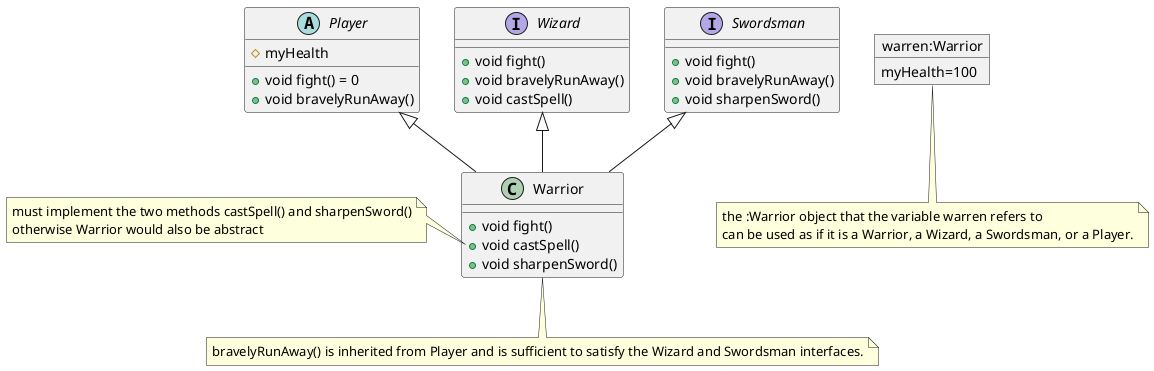 A Player
myHealth
void fight() = 0
void bravelyRunAway()
I Wizard
void fight()
void bravelyRunAway()
void castSpell()
I Swordsman
void fight()
void bravelyRunAway()
void sharpenSword()
warren:Warrior
myHealth=100
must implement the two methods castSpell() and sharpenSword()
otherwise Warrior would also be abstract
C Warrior
void fight()
void castSpell()
void sharpenSword()
the :Warrior object that the variable warren refers to
can be used as if it is a Warrior, a Wizard, a Swordsman, or a Player.
bravelyRunAway() is inherited from Player and is sufficient to satisfy the Wizard and Swordsman interfaces.